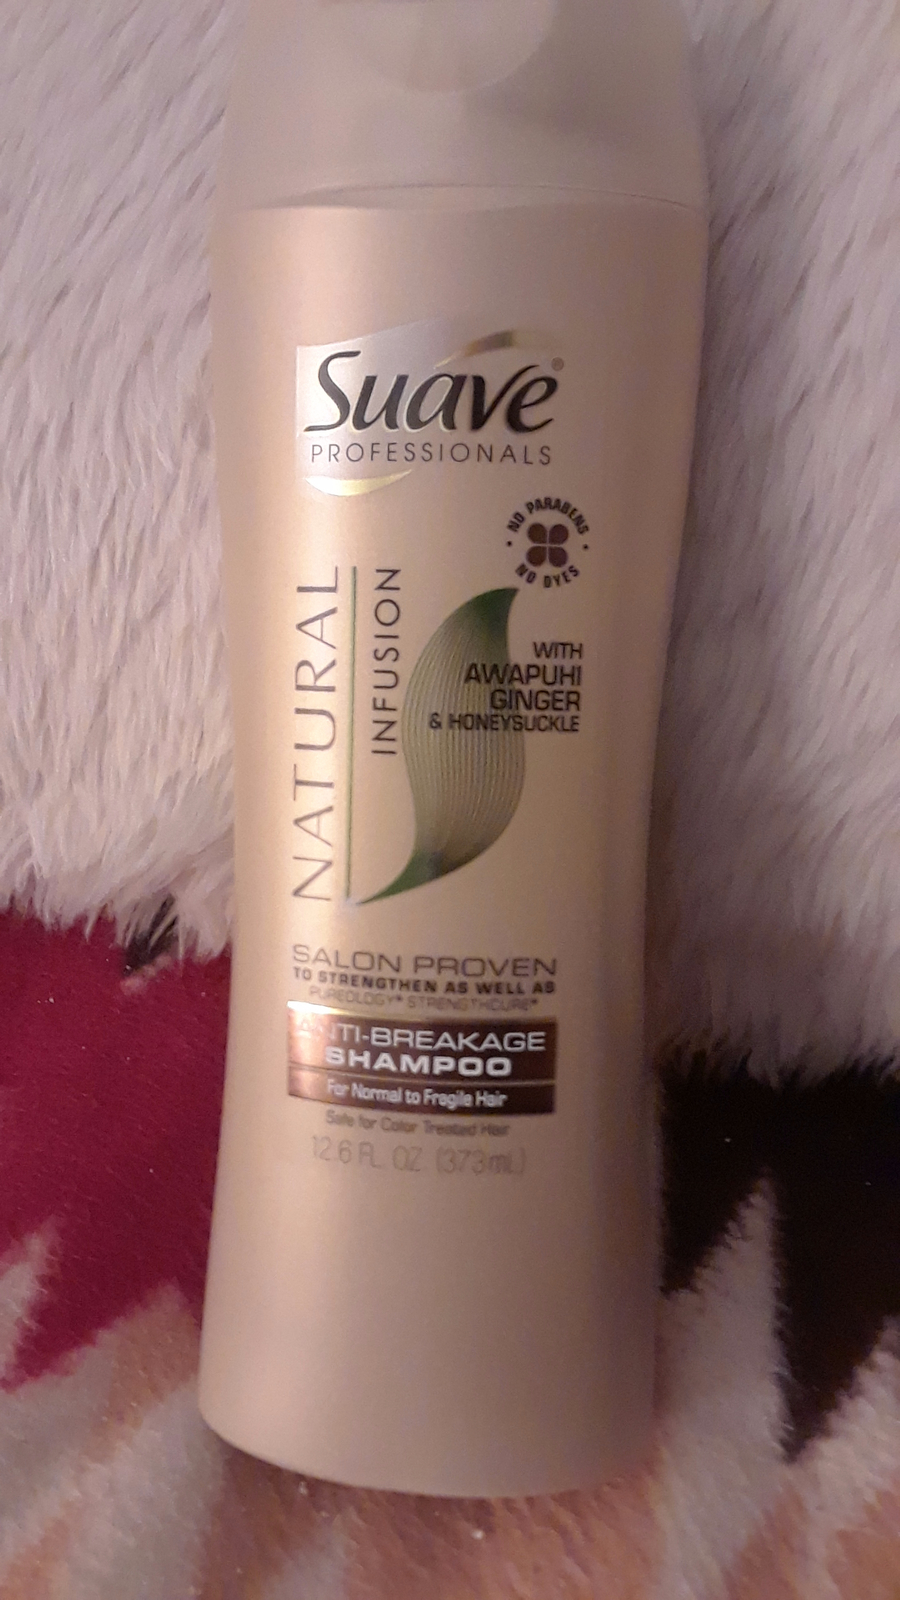 Suave®
PROFESSIONALS
• NO PARABENS •
NO DYES
NATURAL
INFUSION
WITH
AWAPUHI
GINGER
& HONEYSUCKLE
SALON PROVEN
TO STRENGTHEN AS WELL AS
PUREOLOGY® STRENGTHCURE®
ANTI-BREAKAGE
SHAMPOO
For Normal to Fragile Hair
Safe for Color Treated Hair
12.6 FL OZ (373mL)